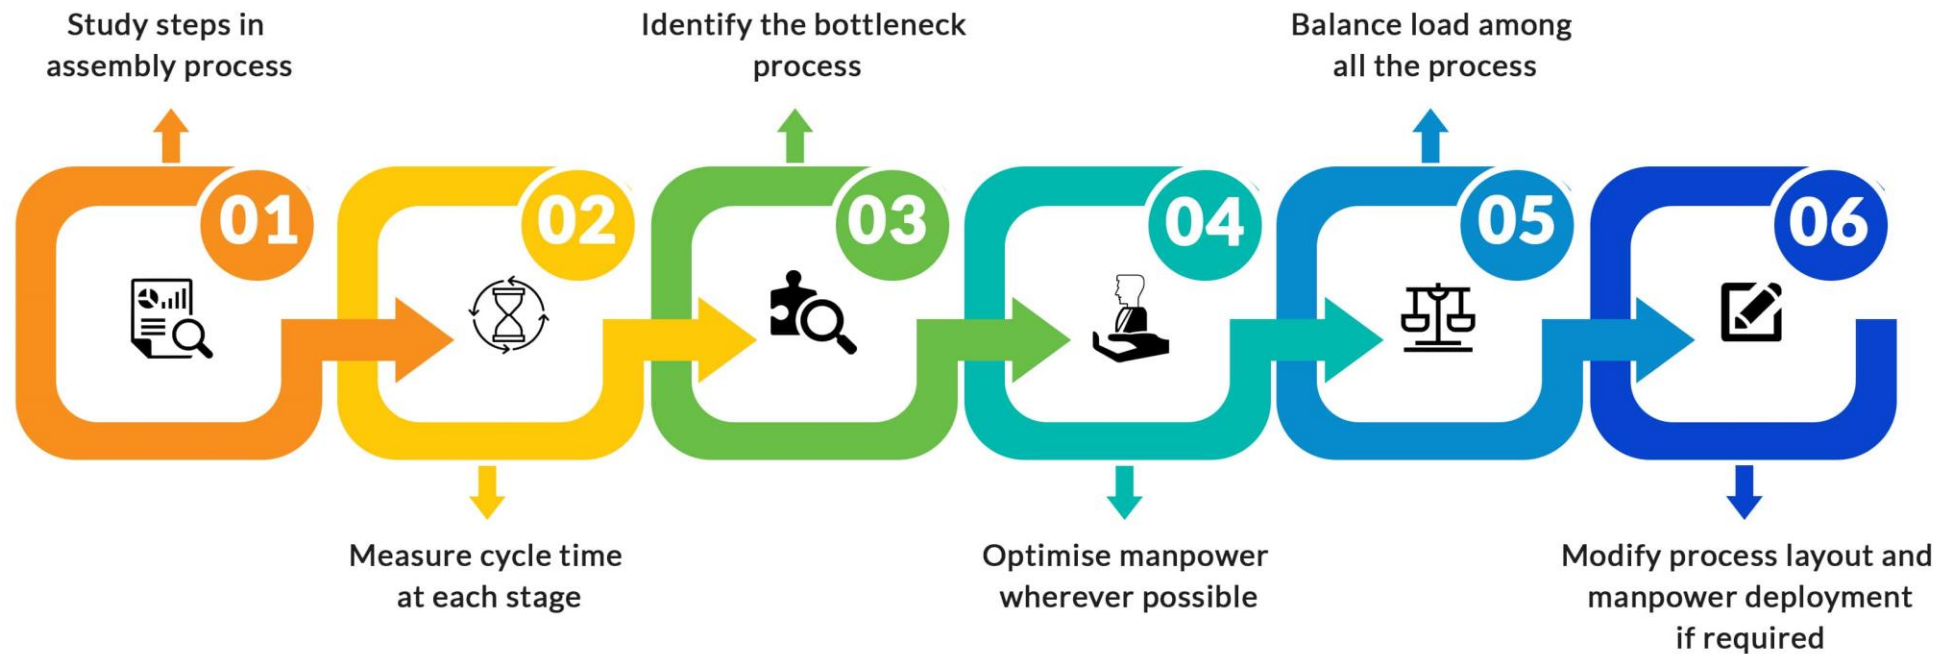 Study steps in
assembly process
01
Measure cycle time
at each stage
02
Identify the bottleneck
process
03
Optimise manpower
wherever possible
04
Balance load among
all the process
05
Modify process layout and
manpower deployment
if required
06